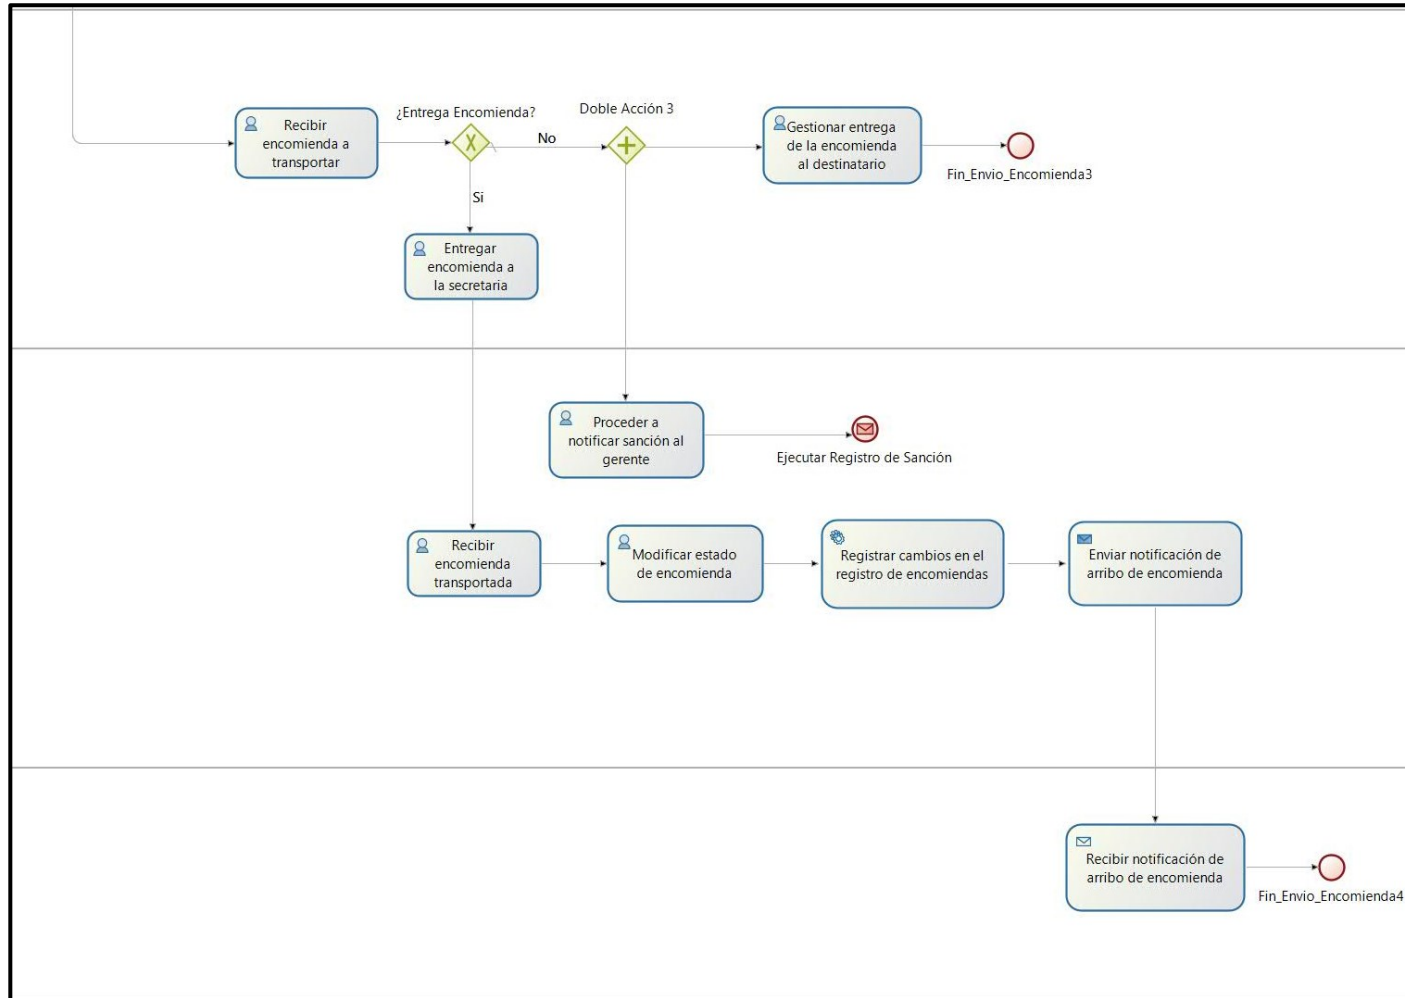 ¿Entrega Encomienda?
Doble Acción 3
Recibir
encomienda a
transportar
No
Gestionar entrega
de la encomienda
al destinatario
Fin_Envio_Encomienda3
Si
Entregar
encomienda a
la secretaria
Proceder a
notificar sanción al
gerente
Ejecutar Registro de Sanción
Recibir
encomienda
transportada
Modificar estado
de encomienda
Registrar cambios en el
registro de encomiendas
Enviar notificación de
arribo de encomienda
Recibir notificación de
arribo de encomienda
Fin_Envio_Encomienda4